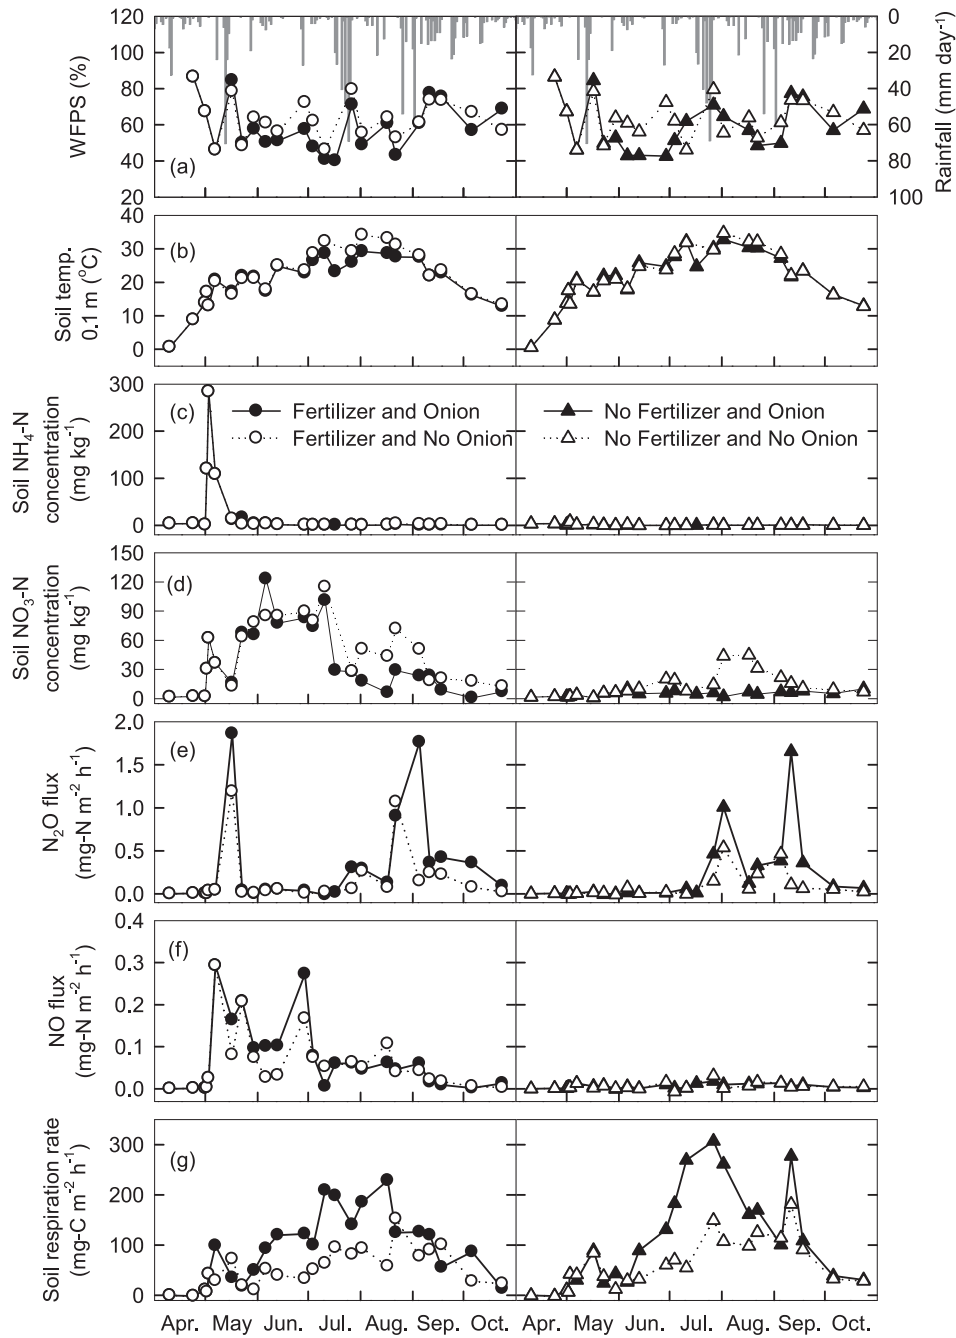 120
100
80
60
40
20
WFPS (%)
(a)
0
20
40
60
80
100
Rainfall (mm day⁻¹)
40
30
20
10
0
Soil temp.
0.1 m (°C)
(b)
300
200
100
0
Soil NH₄-N
concentration
(mg kg⁻¹)
(c)
Fertilizer and Onion
Fertilizer and No Onion
No Fertilizer and Onion
No Fertilizer and No Onion
150
120
90
60
30
0
Soil NO₃-N
concentration
(mg kg⁻¹)
(d)
2.0
1.5
1.0
0.5
0.0
N₂O flux
(mg-N m⁻² h⁻¹)
(e)
0.4
0.3
0.2
0.1
0.0
NO flux
(mg-N m⁻² h⁻¹)
(f)
300
200
100
0
Soil respiration rate
(mg-C m⁻² h⁻¹)
(g)
Apr. May Jun. Jul. Aug. Sep. Oct. Apr. May Jun. Jul. Aug. Sep. Oct.